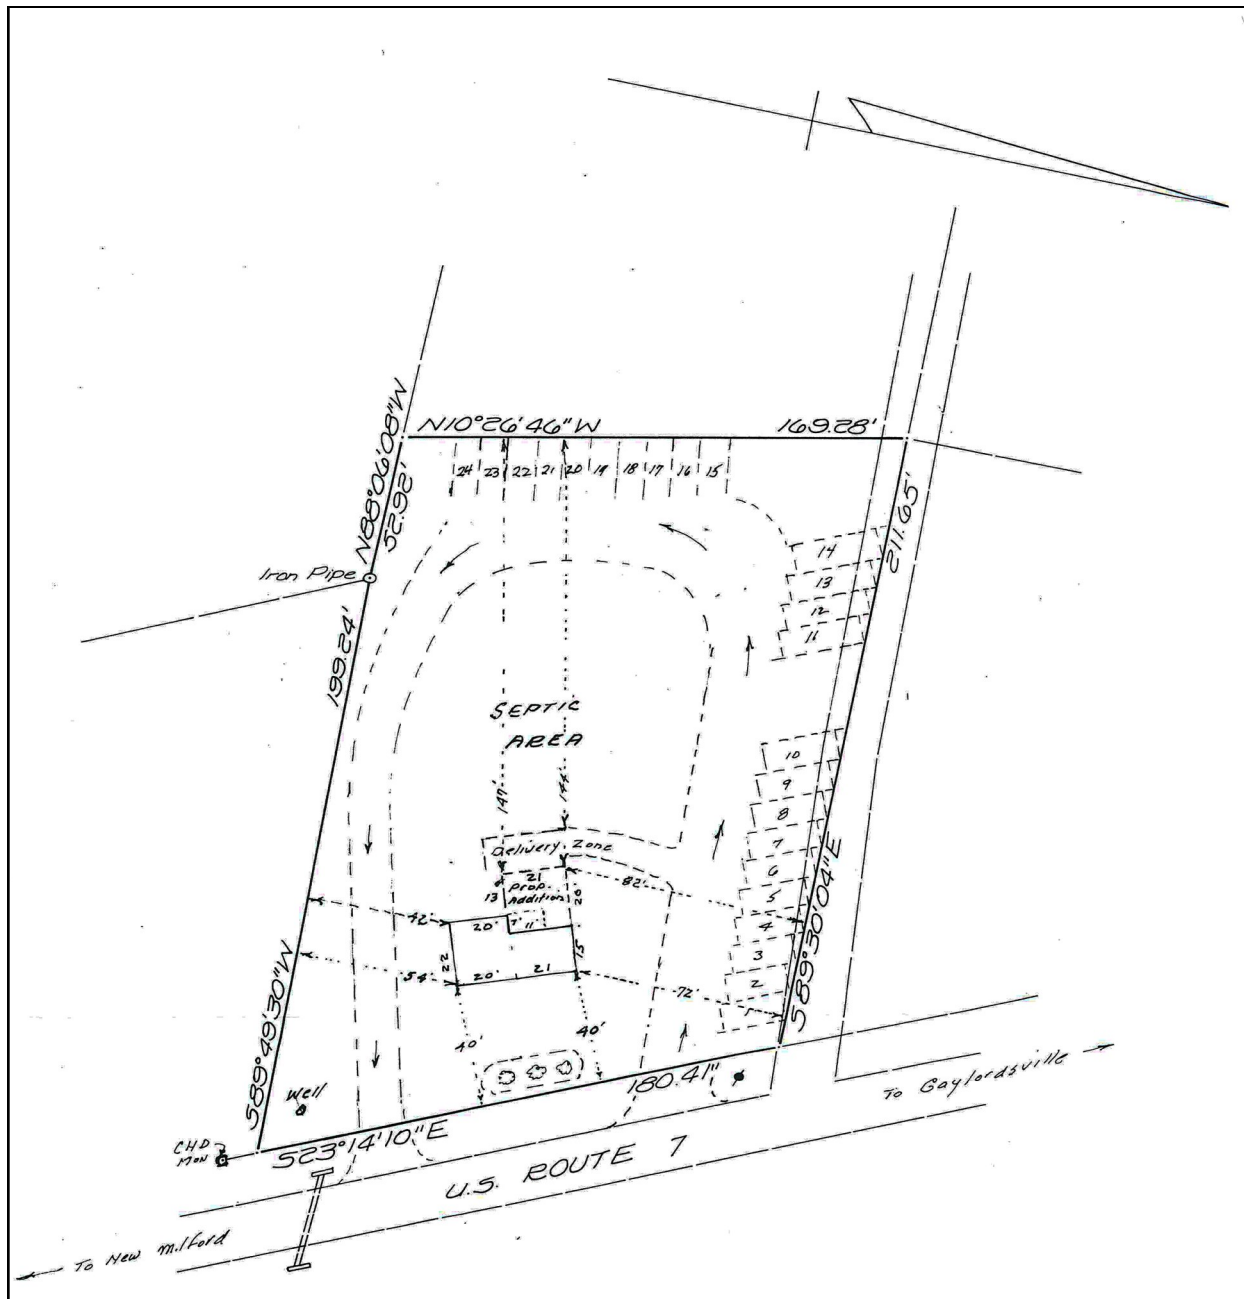 N10°26'46"W
169.28'
N88°06'08"W
52.92'
24 23 22 21 20 19 18 17 16 15
14
13
12
11
211.65'
Iron Pipe
199.24'
SEPTIC
AREA
147'
144'
10
9
8
7
6
5
4
3
2
1
Delivery Zone
21
Prop.
Addition
13
20'
82'
S89°30'04"E
42'
20'
7' 11'
22
15
54'
20' 21
72'
40'
40'
S89°49'30"W
Well
180.41"
To Gaylordsville
CHD
MON
S23°14'10"E
U.S. ROUTE 7
To New Milford